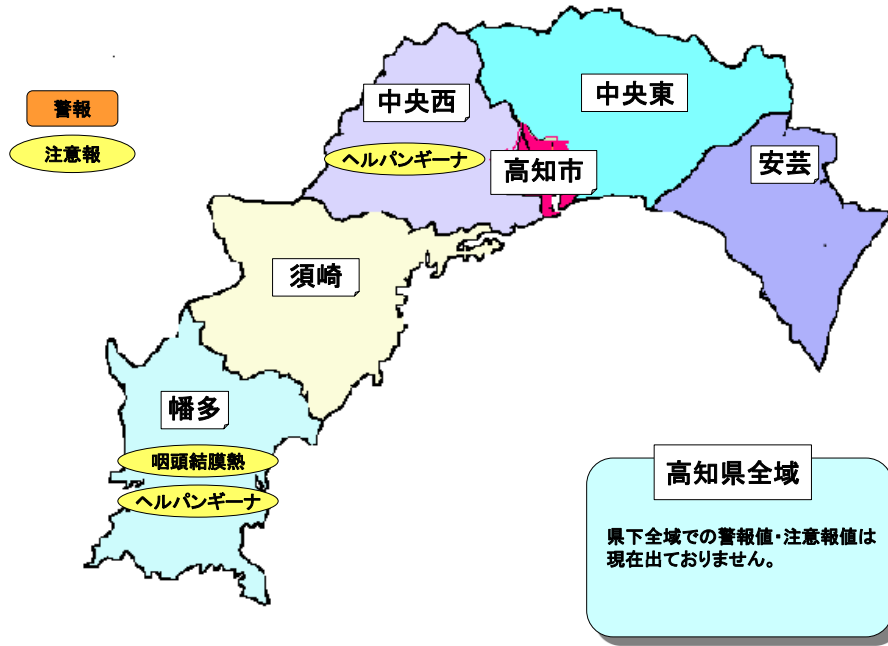 警報
注意報
中央西
中央東
ヘルパンギーナ
高知市
安芸
須崎
幡多
咽頭結膜熱
ヘルパンギーナ
高知県全域
県下全域での警報値・注意報値は
現在出ておりません。